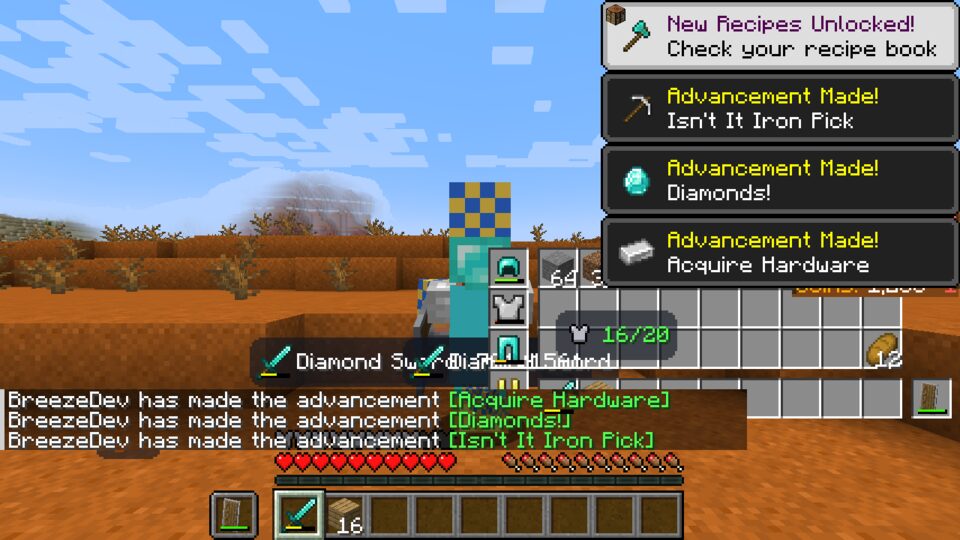 New Recipes Unlocked!
Check your recipe book
Advancement Made!
Isn't It Iron Pick
Advancement Made!
Diamonds!
Advancement Made!
Acquire Hardware
64
16/20
Diamond Sword
12
BreezeDev has made the advancement [Acquire Hardware]
BreezeDev has made the advancement [Diamonds!]
BreezeDev has made the advancement [Isn't It Iron Pick]
16